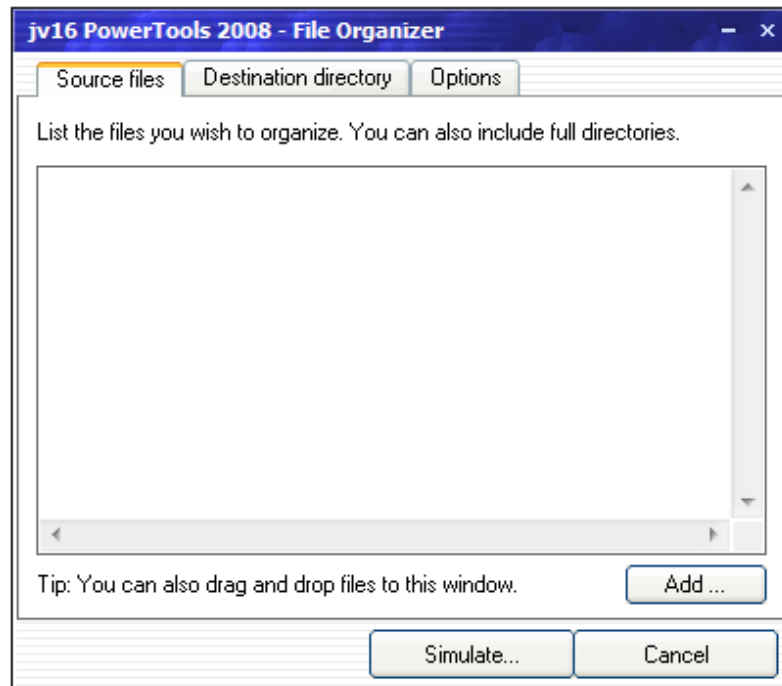 jv16 PowerTools 2008 - File Organizer
Source files Destination directory Options
List the files you wish to organize. You can also include full directories.
Tip: You can also drag and drop files to this window. Add ...
Simulate... Cancel